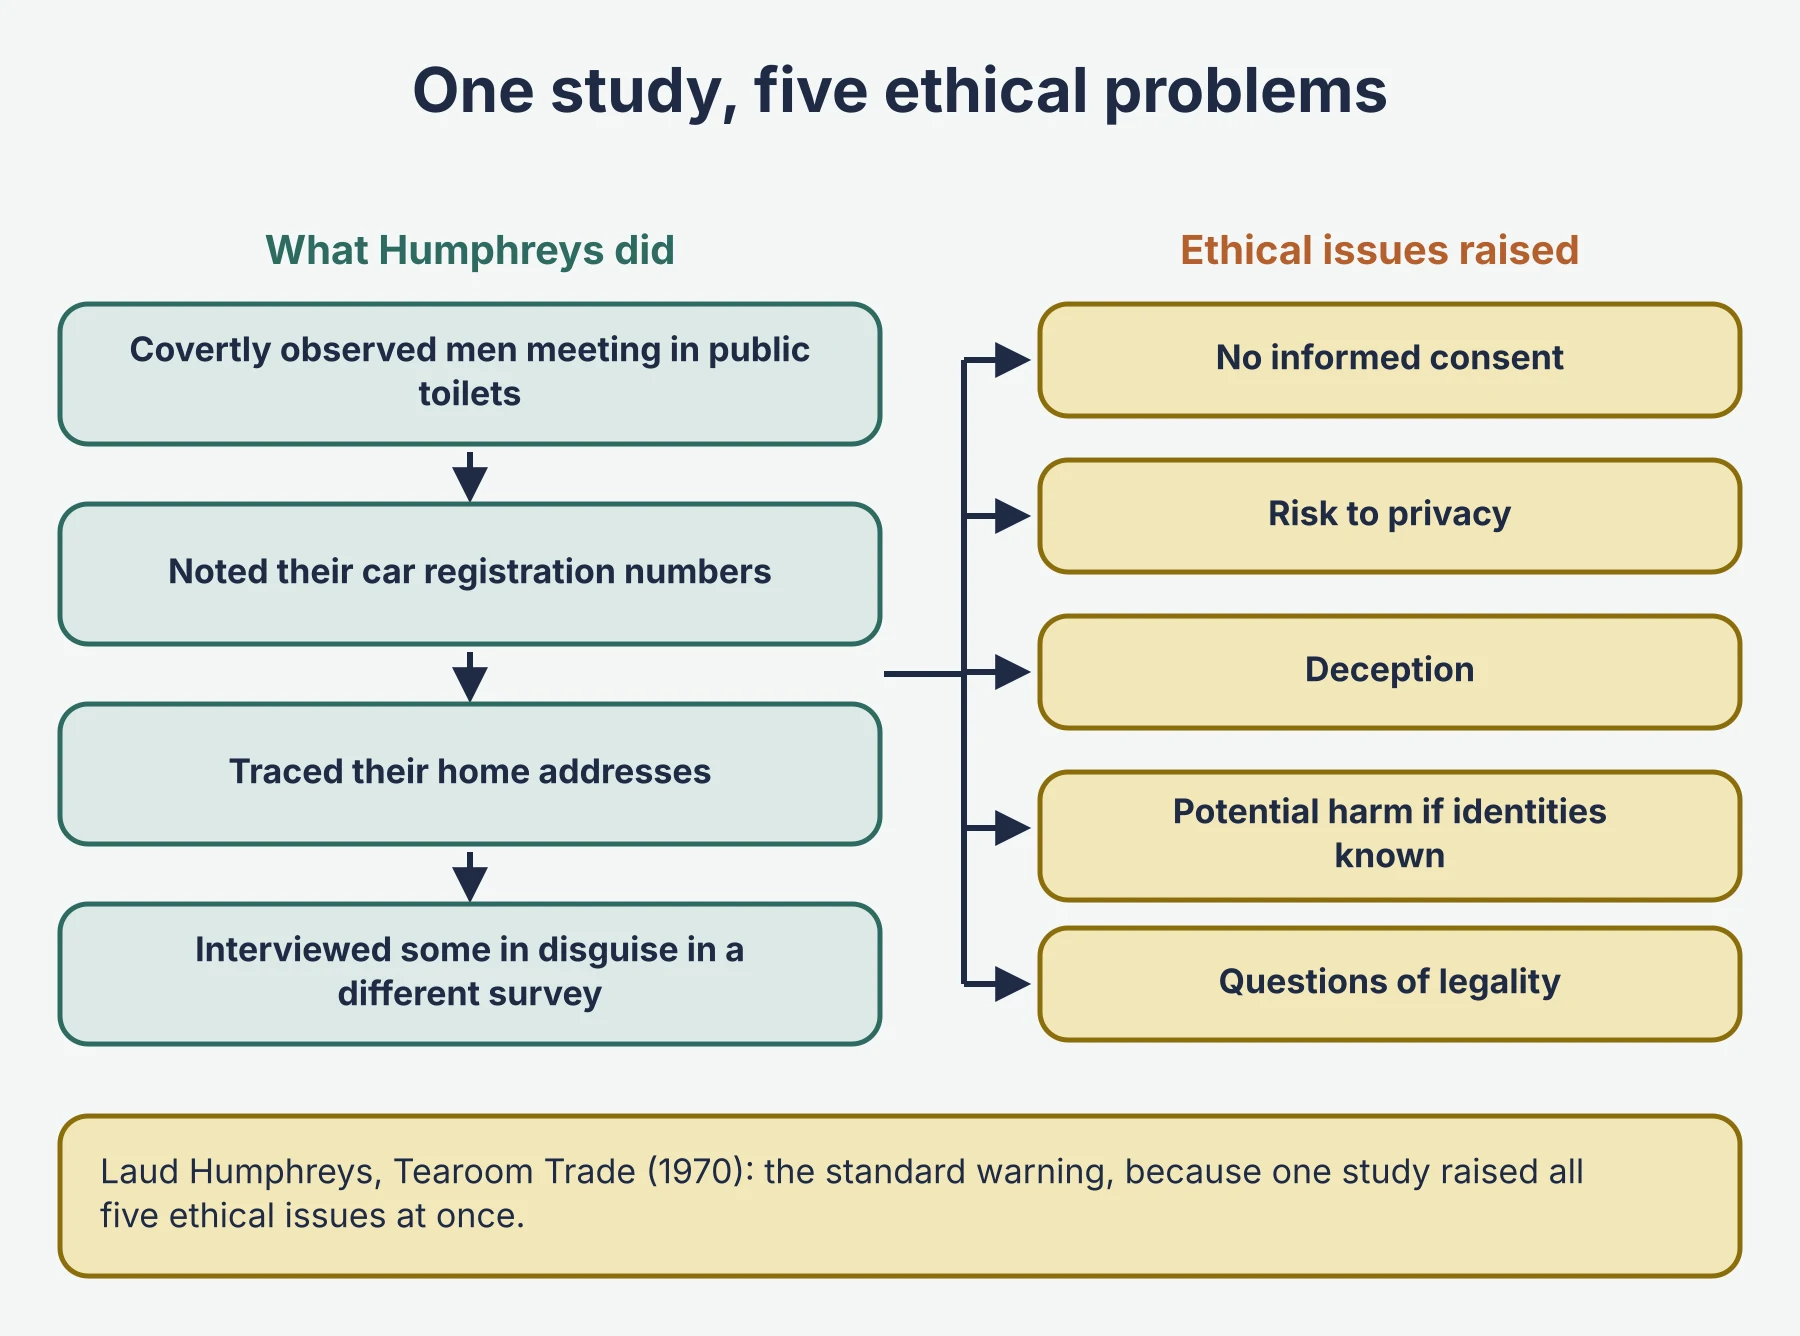 One study, five ethical problems
What Humphreys did
Covertly observed men meeting in public
toilets
Noted their car registration numbers
Traced their home addresses
Interviewed some in disguise in a
different survey
Ethical issues raised
No informed consent
Risk to privacy
Deception
Potential harm if identities
known
Questions of legality
Laud Humphreys, Tearoom Trade (1970): the standard warning, because one study raised all
five ethical issues at once.